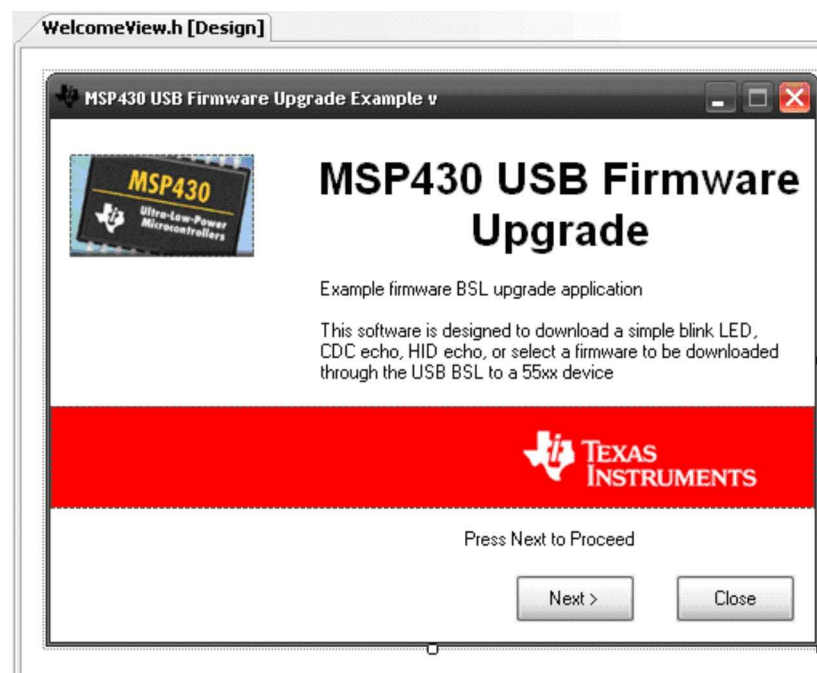 WelcomeView.h [Design]
MSP430 USB Firmware Upgrade Example v
MSP430
Ultra-Low-Power
Microcontrollers
MSP430 USB Firmware
Upgrade
Example firmware BSL upgrade application
This software is designed to download a simple blink LED,
CDC echo, HID echo, or select a firmware to be downloaded
through the USB BSL to a 55xx device
TEXAS
INSTRUMENTS
Press Next to Proceed
Next >
Close